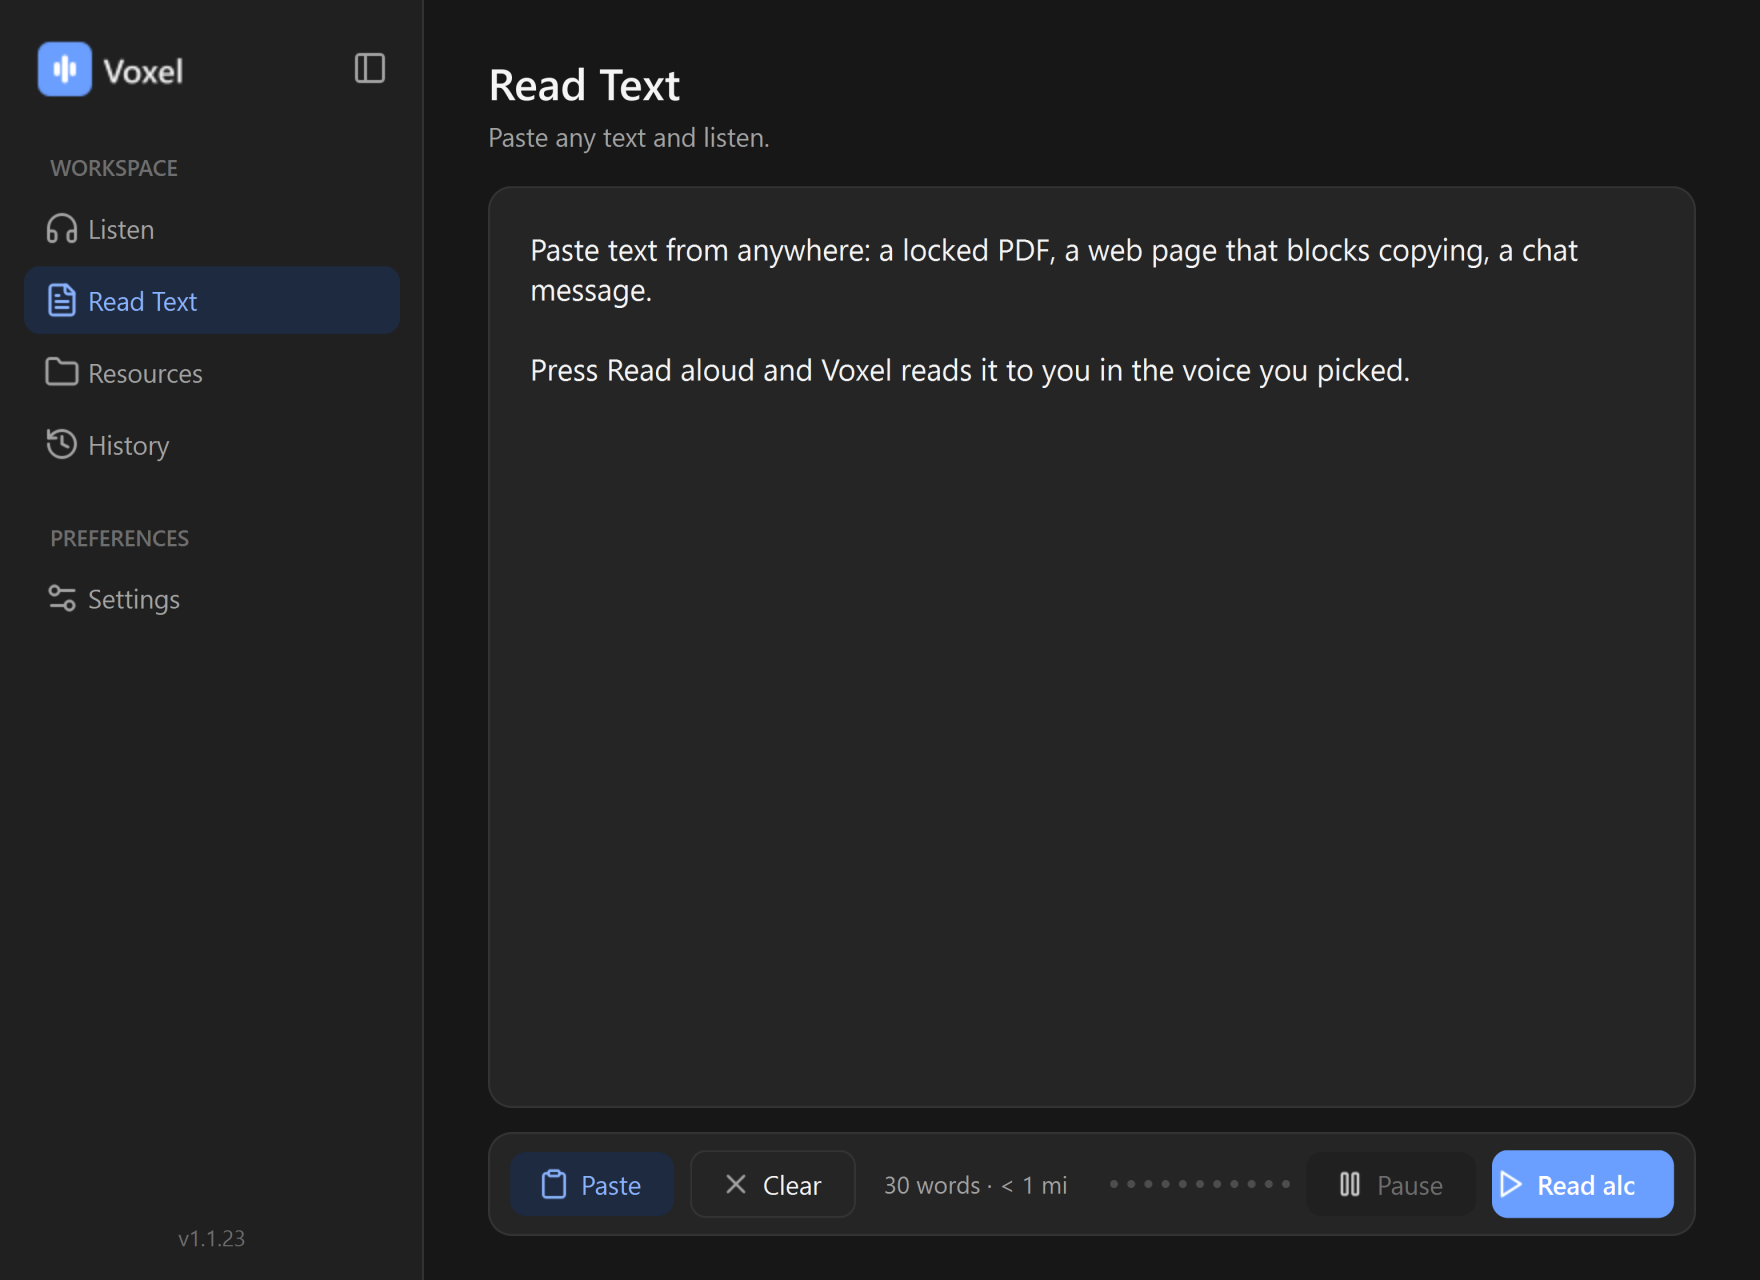 Voxel
WORKSPACE
Listen
Read Text
Resources
History
PREFERENCES
Settings
v1.1.23
Read Text
Paste any text and listen.
Paste text from anywhere: a locked PDF, a web page that blocks copying, a chat
message.
Press Read aloud and Voxel reads it to you in the voice you picked.
Paste
Clear
30 words · < 1 mi
Pause
Read alc